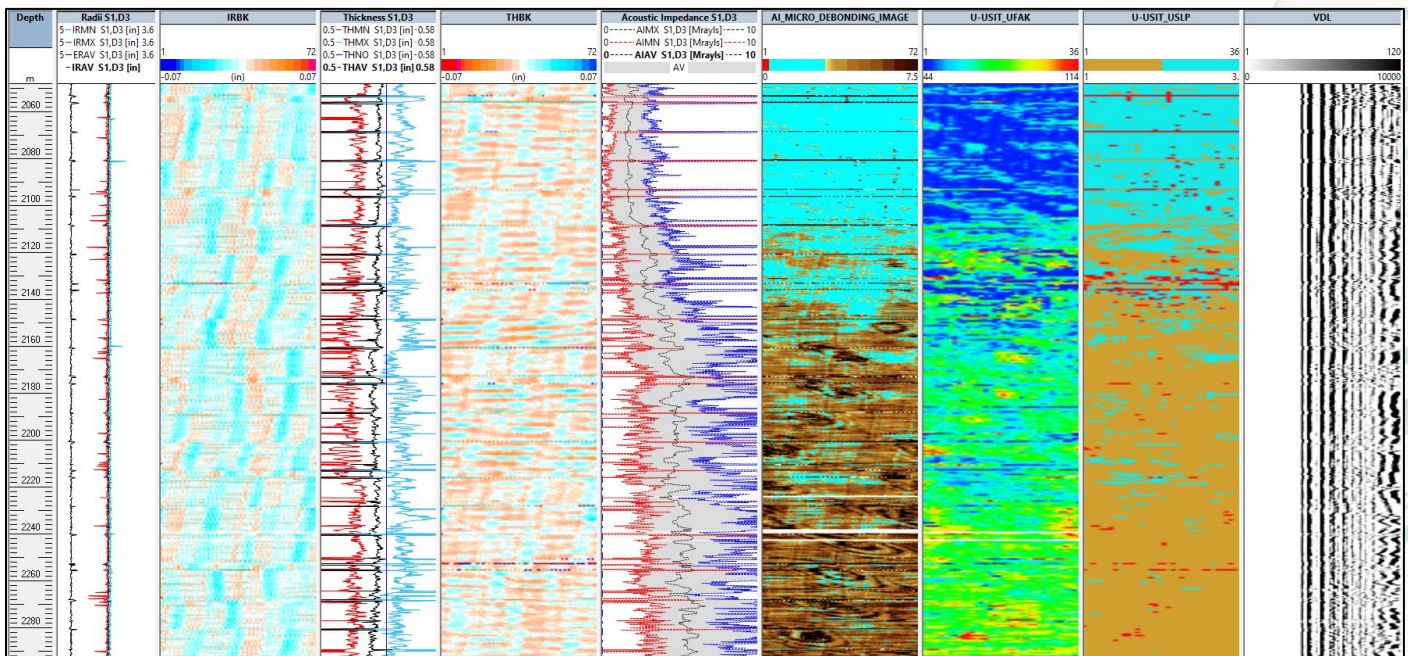 Depth
m
Radii S1,D3
5 IRMN S1,D3 [in] 3.6
5 IRMX S1,D3 [in] 3.6
5 ERAV S1,D3 [in] 3.6
IRAV S1,D3 [in]
IRBK
1 72
-0.07 (in) 0.07
Thickness S1,D3
0.5 THMN S1,D3 [in] 0.58
0.5 THMX S1,D3 [in] 0.58
0.5 THNO S1,D3 [in] 0.58
0.5 THAV S1,D3 [in] 0.58
THBK
1 72
-0.07 (in) 0.07
Acoustic Impedance S1,D3
0 AIMX S1,D3 [Mrayls] 10
0 AIMN S1,D3 [Mrayls] 10
0 AIAV S1,D3 [Mrayls] 10
AV
AI_MICRO_DEBONDING_IMAGE
1 72
0 7.5
U-USIT_UFAK
1 36
44 114
U-USIT_USLP
1 36
1 3.
VDL
1 120
0 10000
2060
2080
2100
2120
2140
2160
2180
2200
2220
2240
2260
2280